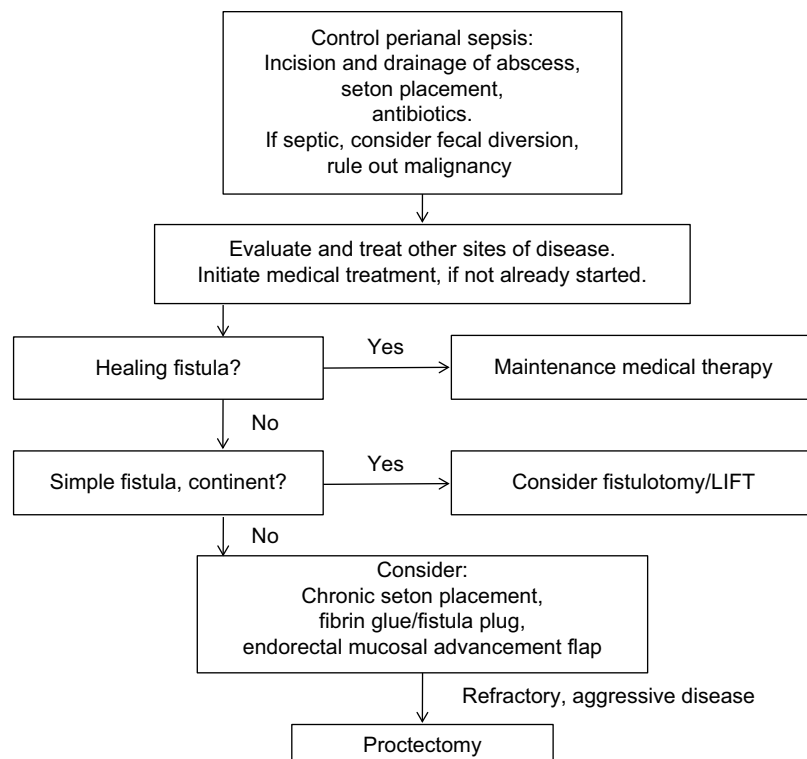 Control perianal sepsis:
Incision and drainage of abscess,
seton placement,
antibiotics.
If septic, consider fecal diversion,
rule out malignancy
Evaluate and treat other sites of disease.
Initiate medical treatment, if not already started.
Healing fistula?
Yes
Maintenance medical therapy
No
Simple fistula, continent?
Yes
Consider fistulotomy/LIFT
No
Consider:
Chronic seton placement,
fibrin glue/fistula plug,
endorectal mucosal advancement flap
Refractory, aggressive disease
Proctectomy